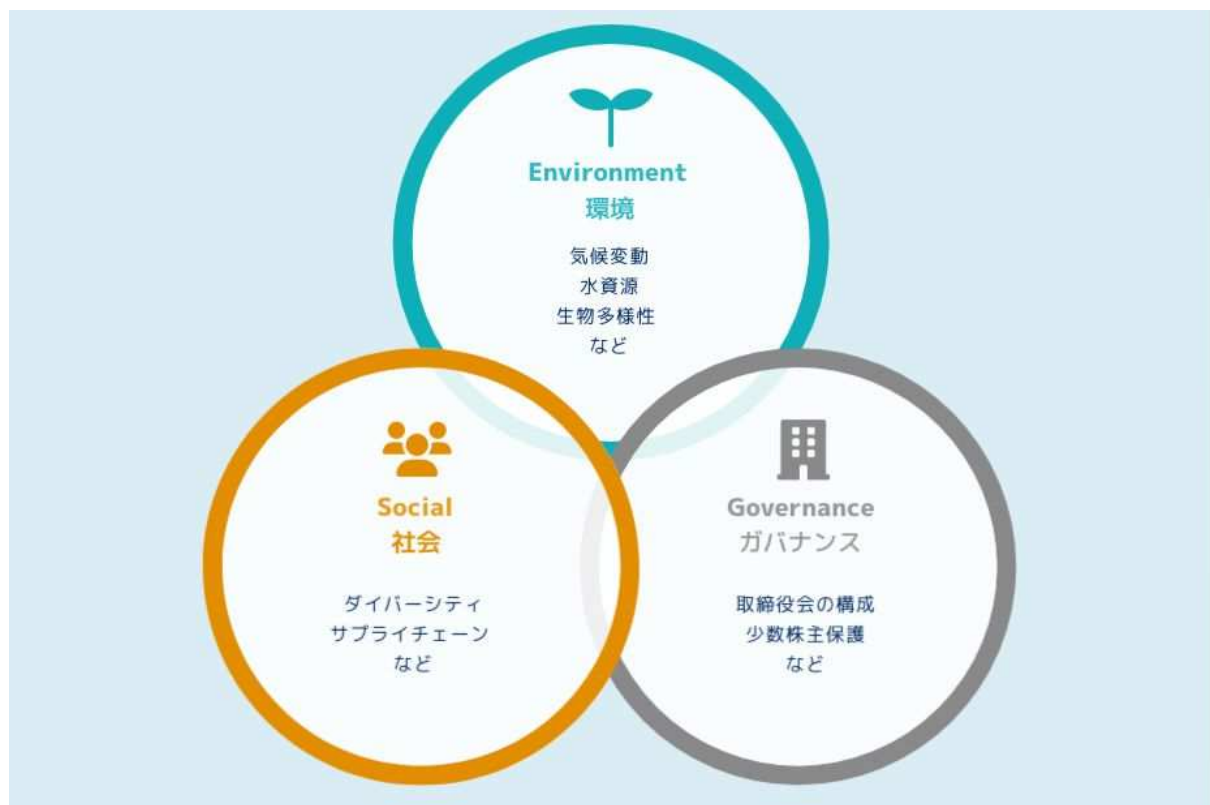 Environment
環境
気候変動
水資源
生物多様性
など
Social
社会
ダイバーシティ
サプライチェーン
など
Governance
ガバナンス
取締役会の構成
少数株主保護
など